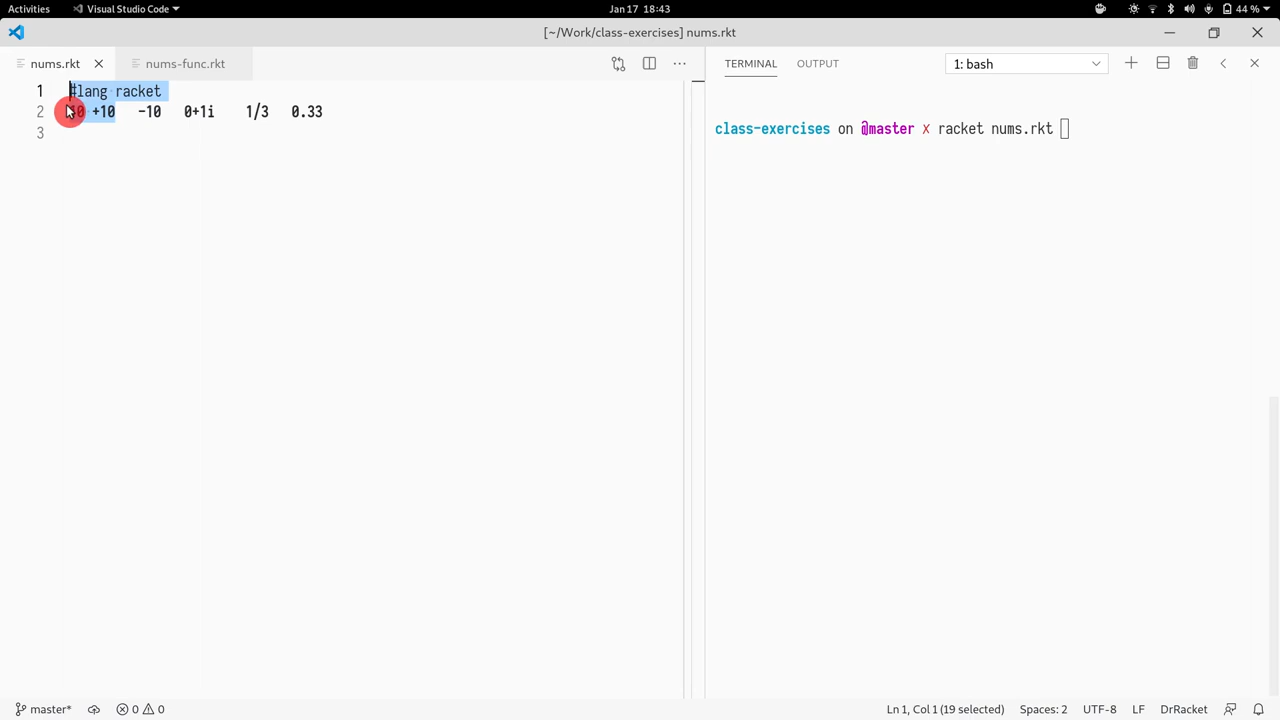 Activities Visual Studio Code Jan 17 18:43 44 %
[~/Work/class-exercises] nums.rkt
nums.rkt nums-func.rkt TERMINAL OUTPUT 1: bash
1 #lang racket
2 10 +10 -10 0+1i 1/3 0.33
3
class-exercises on @master x racket nums.rkt
master* 0 0 Ln 1, Col 1 (19 selected) Spaces: 2 UTF-8 LF DrRacket